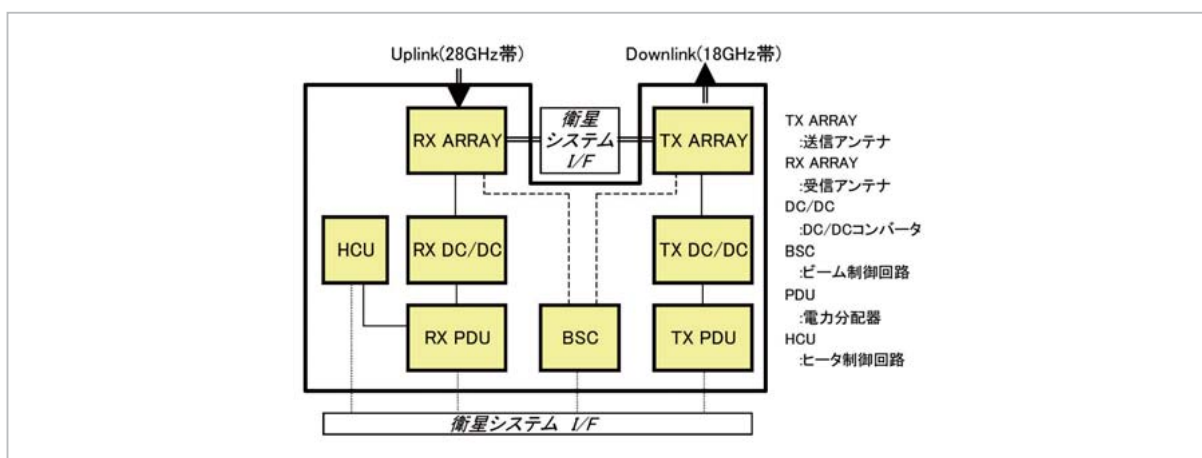 Uplink(28GHz帯)
Downlink(18GHz帯)
RX ARRAY
衛星
システム
I/F
TX ARRAY
HCU
RX DC/DC
TX DC/DC
RX PDU
BSC
TX PDU
衛星システム I/F
TX ARRAY
:送信アンテナ
RX ARRAY
:受信アンテナ
DC/DC
:DC/DCコンバータ
BSC
:ビーム制御回路
PDU
:電力分配器
HCU
:ヒータ制御回路